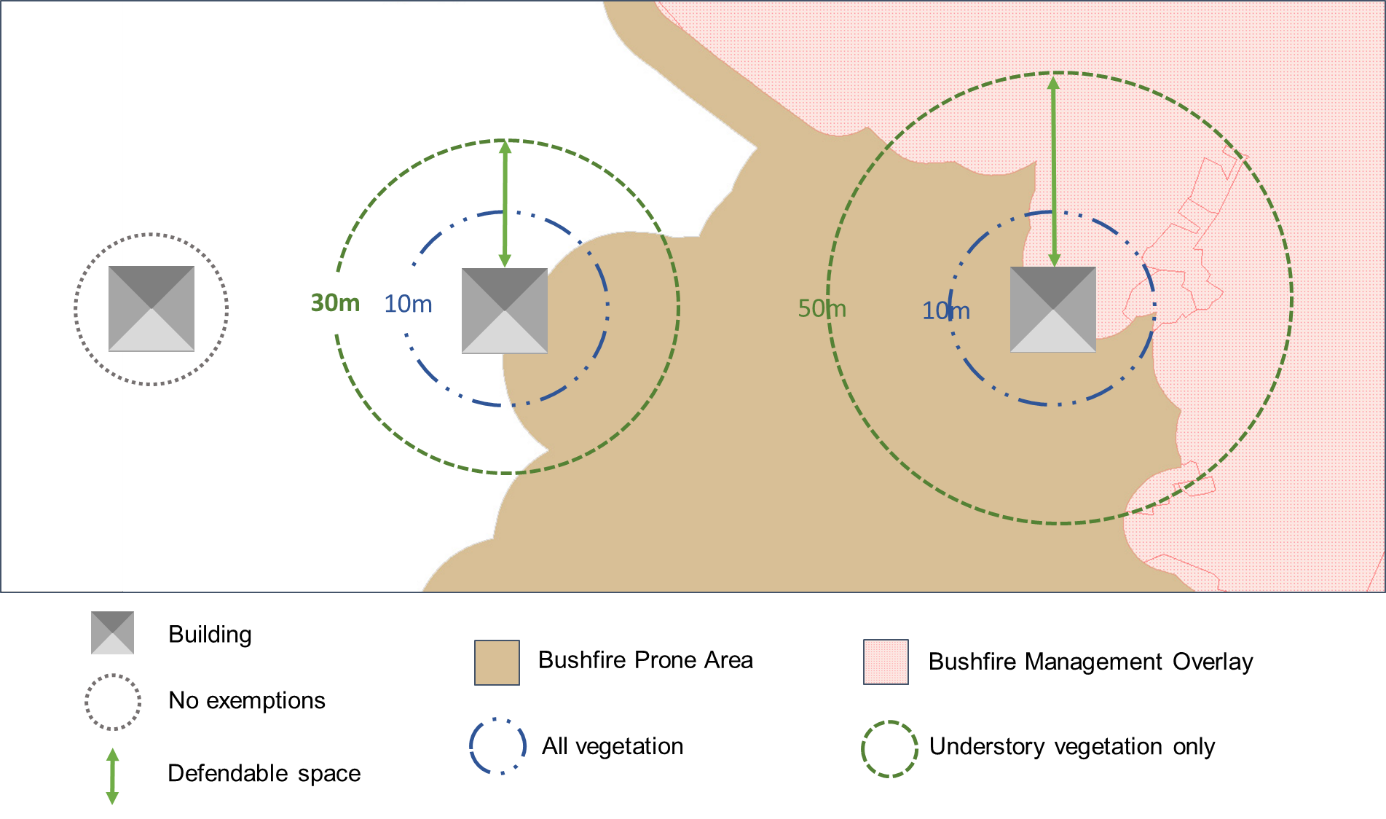 30m
10m
50m
10m
Building
Bushfire Prone Area
Bushfire Management Overlay
No exemptions
All vegetation
Understory vegetation only
Defendable space